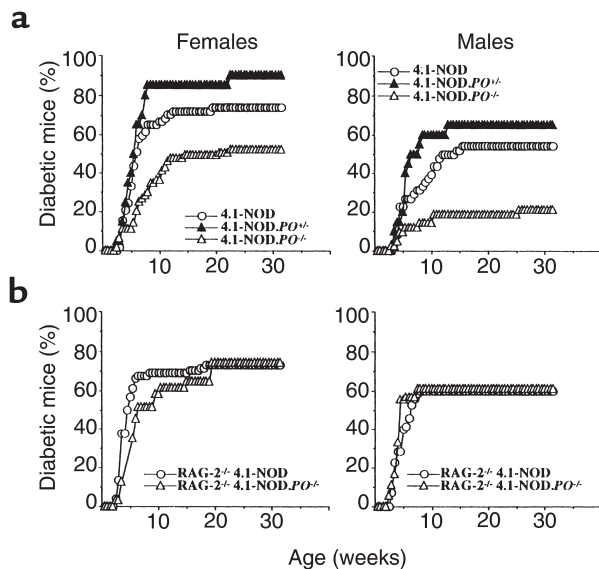 a
Females
Males
Diabetic mice (%)
100
80
60
40
20
0
10
20
30
4.1-NOD
4.1-NOD.PO+/-
4.1-NOD.PO-/-
100
80
60
40
20
0
10
20
30
4.1-NOD
4.1-NOD.PO+/-
4.1-NOD.PO-/-
b
Diabetic mice (%)
100
80
60
40
20
0
10
20
30
RAG-2-/- 4.1-NOD
RAG-2-/- 4.1-NOD.PO-/-
100
80
60
40
20
0
10
20
30
RAG-2-/- 4.1-NOD
RAG-2-/- 4.1-NOD.PO-/-
Age (weeks)